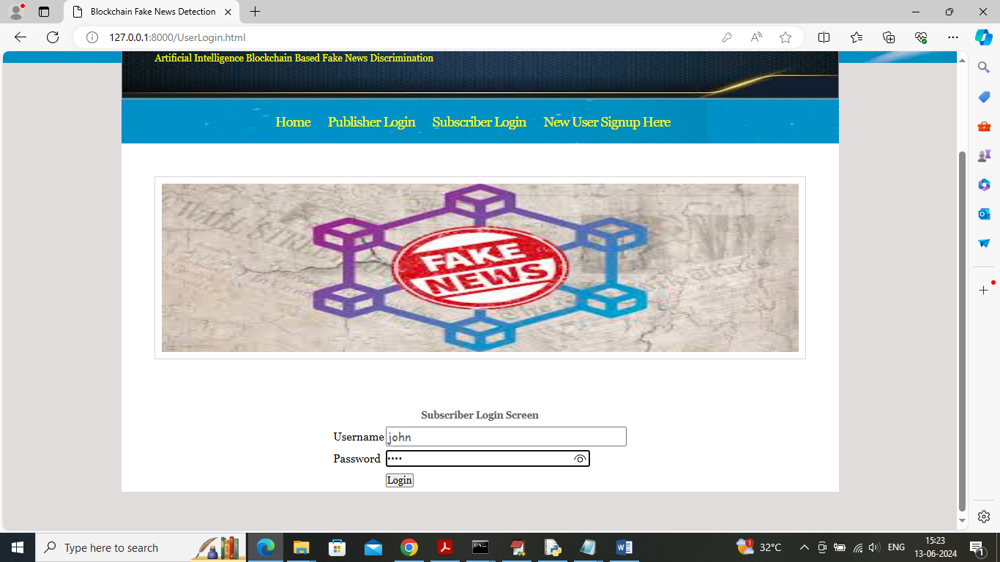 Blockchain Fake News Detection
127.0.0.1:8000/UserLogin.html
Artificial Intelligence Blockchain Based Fake News Discrimination
Home Publisher Login Subscriber Login New User Signup Here
FAKE
NEWS
Subscriber Login Screen
Username john
Password ••••
Login
Type here to search
32°C
ENG
15:23
13-06-2024
1
1